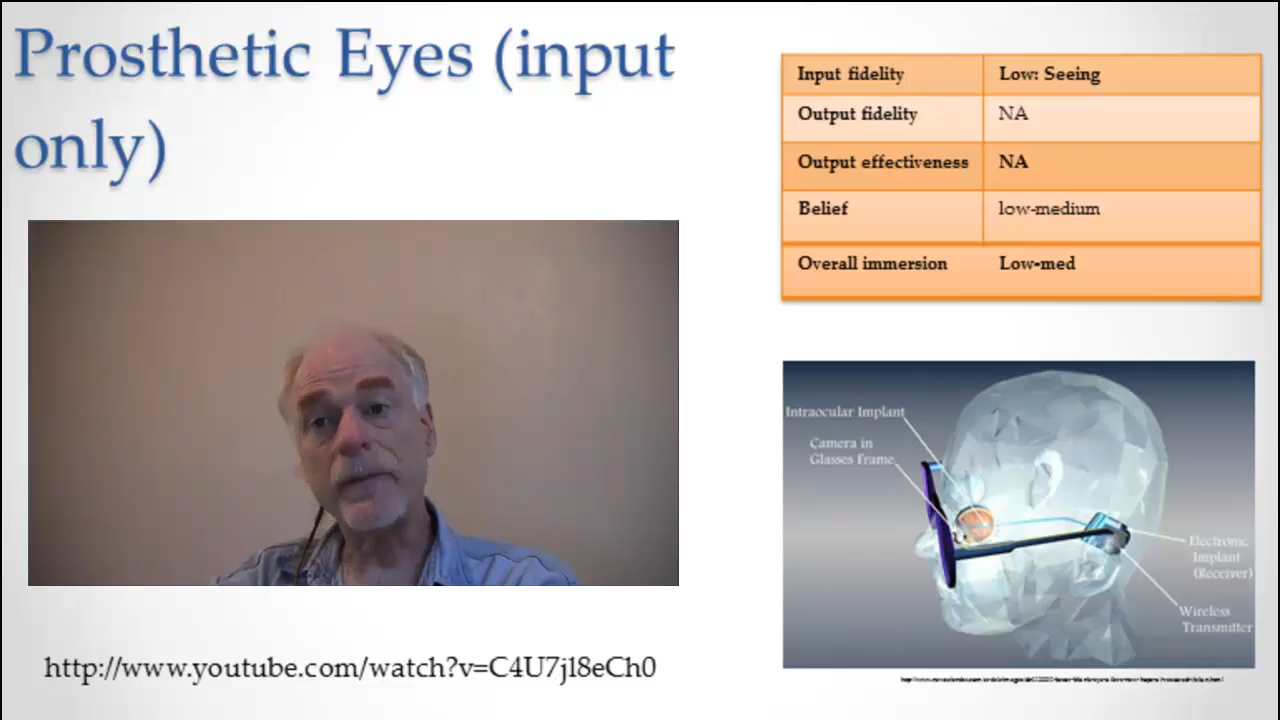 Prosthetic Eyes (input
only)
Input fidelity Low: Seeing
Output fidelity NA
Output effectiveness NA
Belief low-medium
Overall immersion Low-med
Intraocular Implant
Camera in
Glasses Frame
Electronic
Implant
(Receiver)
Wireless
Transmitter
http://www.youtube.com/watch?v=C4U7jl8eCh0